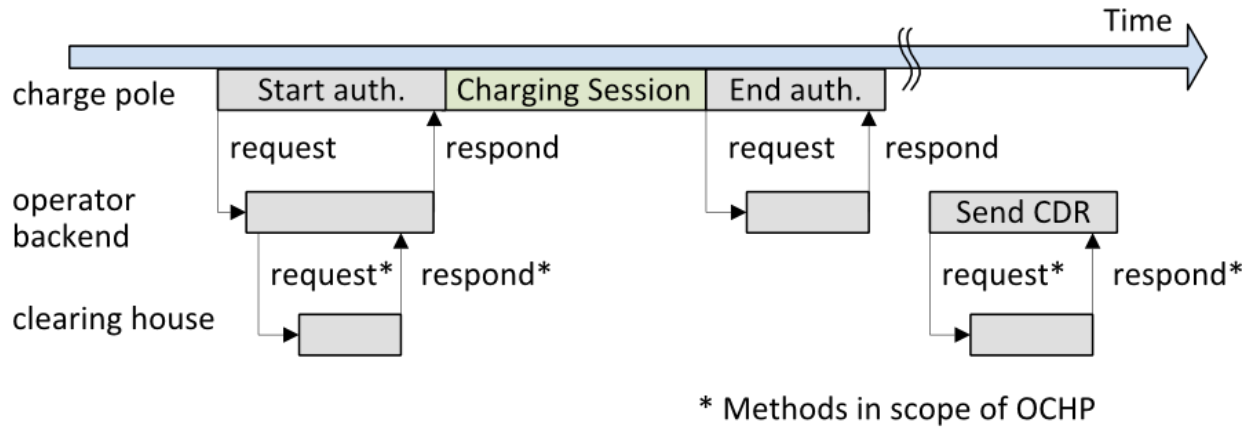 Time
charge pole
Start auth.
Charging Session
End auth.
request
respond
request
respond
operator
backend
Send CDR
request*
respond*
request*
respond*
clearing house
* Methods in scope of OCHP